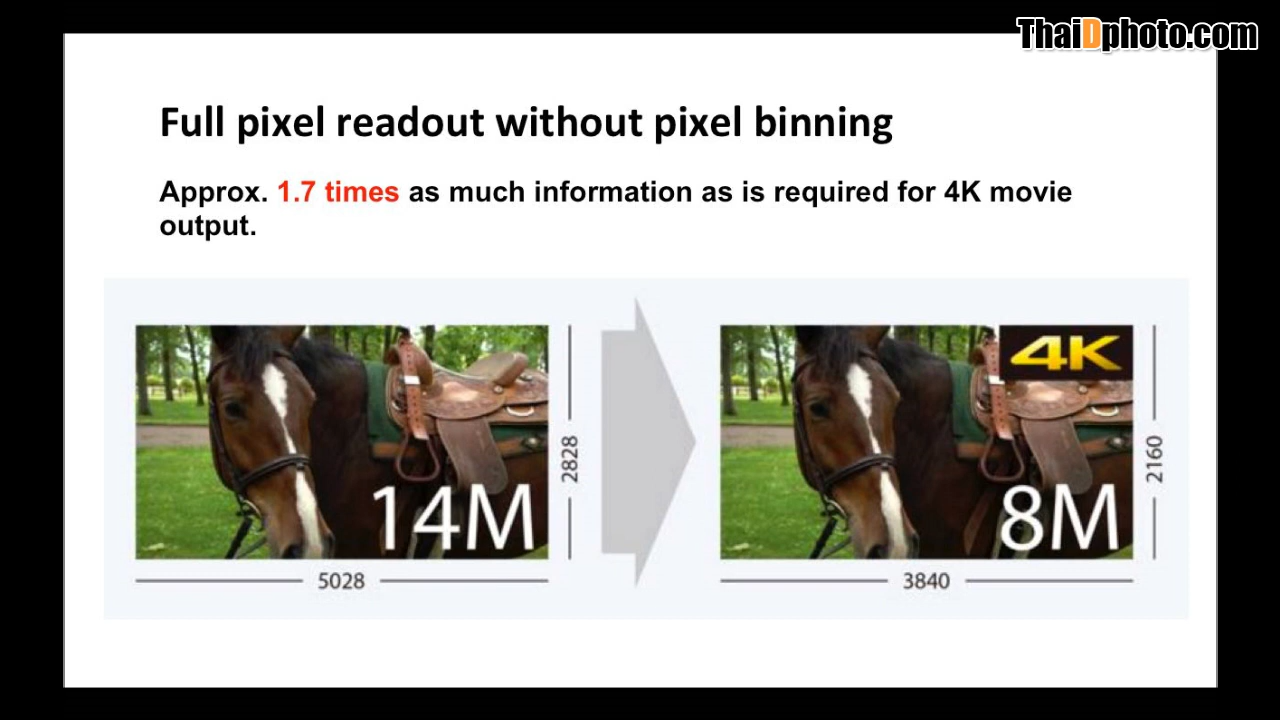 ThaiDphoto.com
Full pixel readout without pixel binning
Approx. 1.7 times as much information as is required for 4K movie
output.
4K
14M
8M
2828
2160
5028
3840